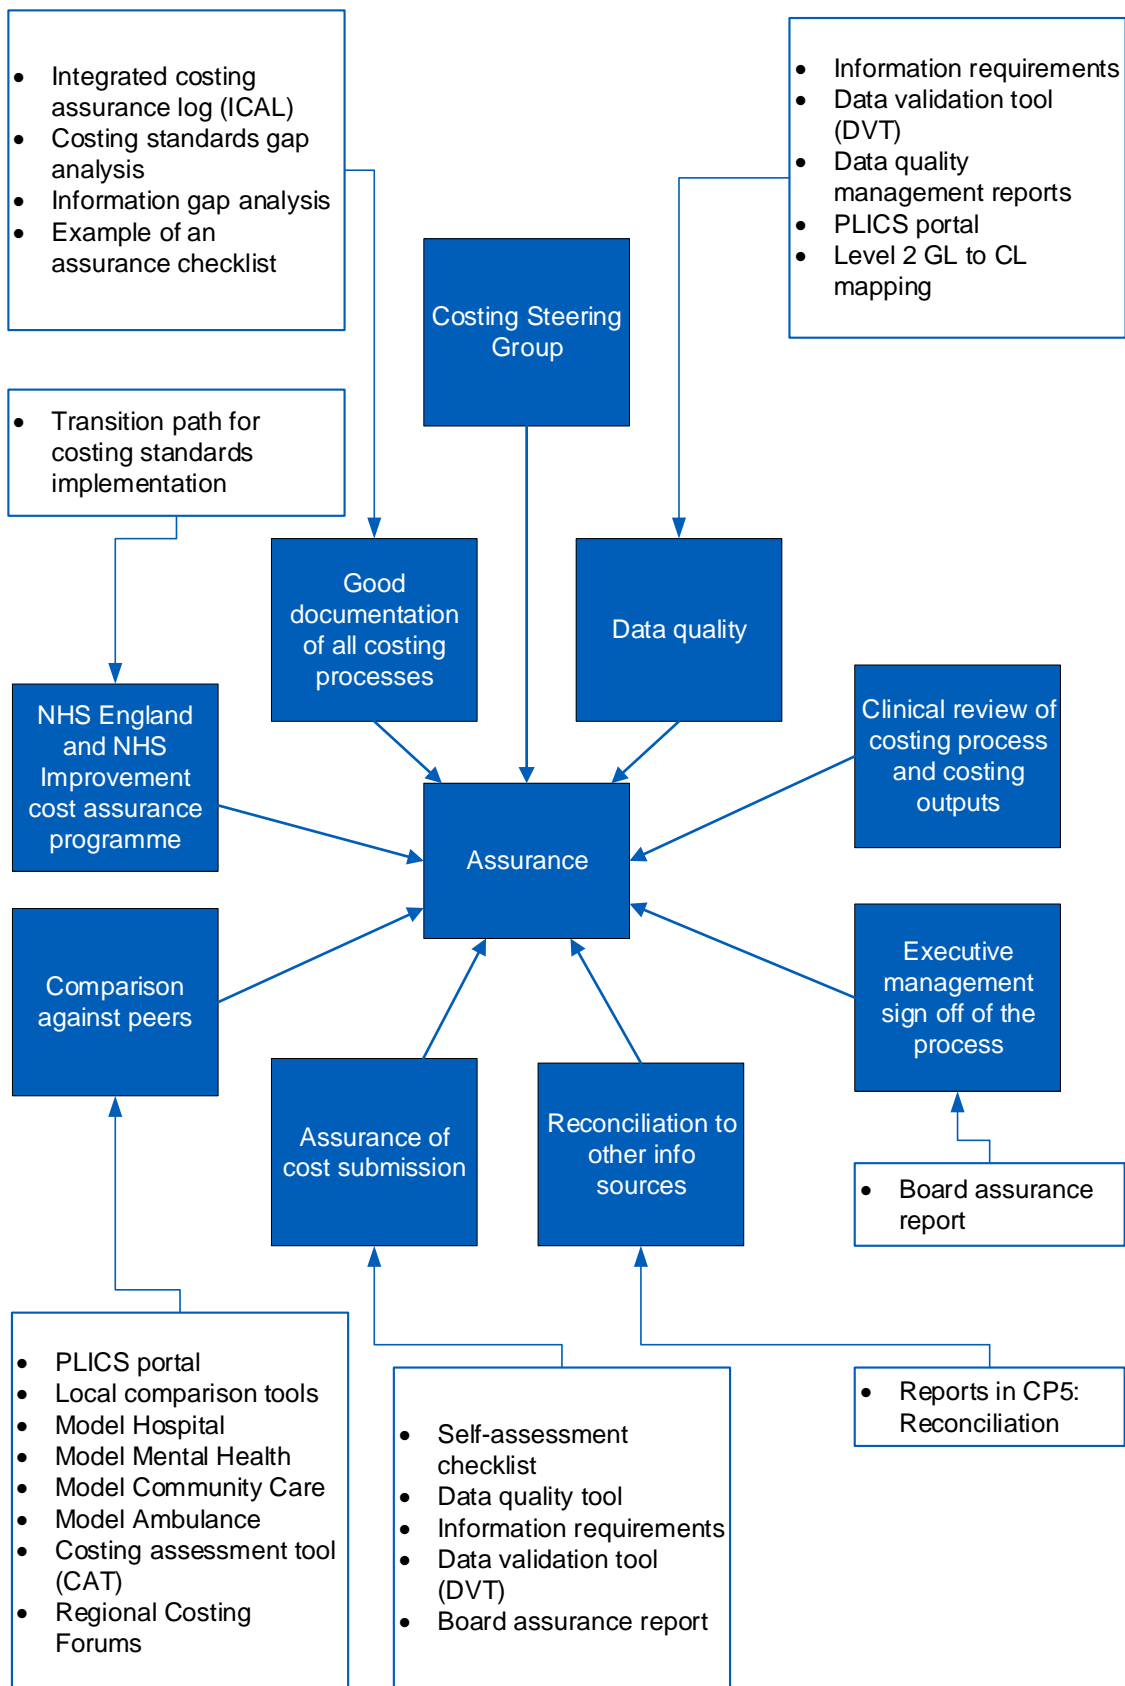 • Integrated costing
assurance log (ICAL)
• Costing standards gap
analysis
• Information gap analysis
• Example of an
assurance checklist
• Information requirements
• Data validation tool
(DVT)
• Data quality
management reports
• PLICS portal
• Level 2 GL to CL
mapping
Costing Steering
Group
• Transition path for
costing standards
implementation
Good
documentation
of all costing
processes
Data quality
NHS England
and NHS
Improvement
cost assurance
programme
Clinical review of
costing process
and costing
outputs
Assurance
Comparison
against peers
Executive
management
sign off of the
process
Assurance of
cost submission
Reconciliation to
other info
sources
• Board assurance
report
• PLICS portal
• Local comparison tools
• Model Hospital
• Model Mental Health
• Model Community Care
• Model Ambulance
• Costing assessment tool
(CAT)
• Regional Costing
Forums
• Self-assessment
checklist
• Data quality tool
• Information requirements
• Data validation tool
(DVT)
• Board assurance report
• Reports in CP5:
Reconciliation